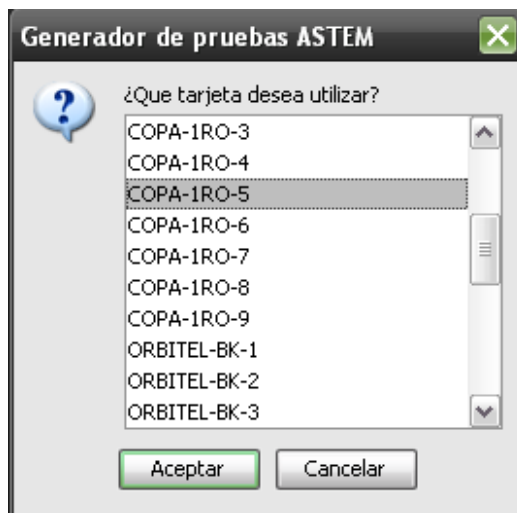 Generador de pruebas ASTEM
¿Que tarjeta desea utilizar?
COPA-1RO-3
COPA-1RO-4
COPA-1RO-5
COPA-1RO-6
COPA-1RO-7
COPA-1RO-8
COPA-1RO-9
ORBITEL-BK-1
ORBITEL-BK-2
ORBITEL-BK-3
Aceptar Cancelar